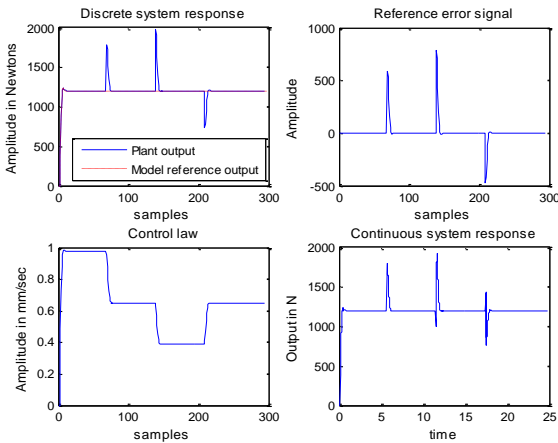 Discrete system response
Amplitude in Newtons
2000
1500
1000
500
0
Plant output
Model reference output
0 100 200 300
samples
Reference error signal
Amplitude
1000
500
0
-500
0 100 200 300
samples
Control law
Amplitude in mm/sec
1
0.8
0.6
0.4
0.2
0
0 100 200 300
samples
Continuous system response
Output in N
2000
1500
1000
500
0
0 5 10 15 20 25
time